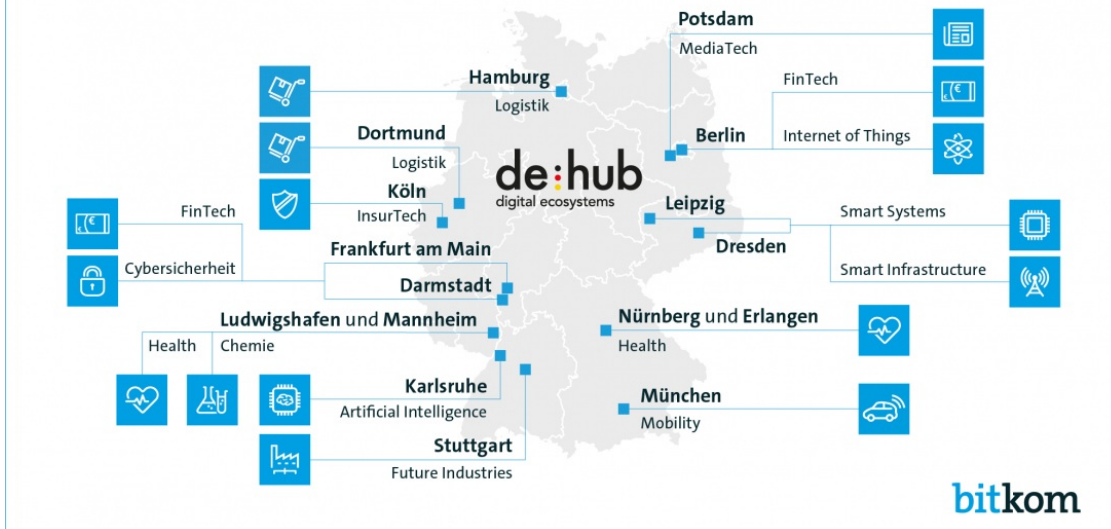 Potsdam
MediaTech
FinTech
Hamburg
Logistik
Dortmund
Logistik
Berlin
Internet of Things
de:hub
digital ecosystems
Köln
InsurTech
Leipzig
Smart Systems
FinTech
Frankfurt am Main
Dresden
Cybersicherheit
Smart Infrastructure
Darmstadt
Ludwigshafen und Mannheim
Health
Chemie
Nürnberg und Erlangen
Health
Karlsruhe
Artificial Intelligence
München
Mobility
Stuttgart
Future Industries
bitkom